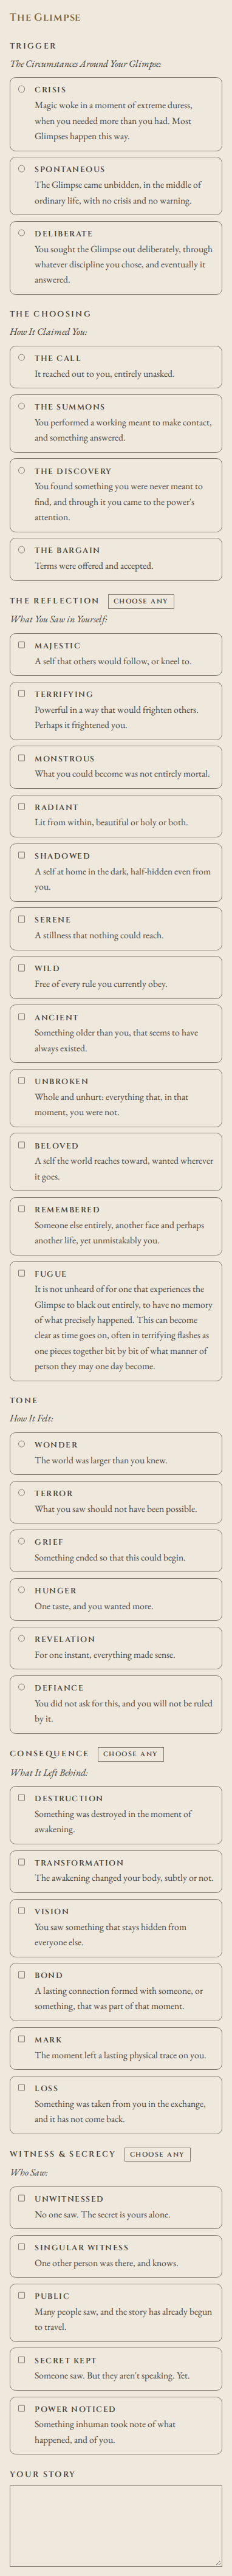 The Glimpse
TRIGGER
The Circumstances Around Your Glimpse:
CRISIS
Magic woke in a moment of extreme duress,
when you needed more than you had. Most
Glimpses happen this way.
SPONTANEOUS
The Glimpse came unbidden, in the middle of
ordinary life, with no crisis and no warning.
DELIBERATE
You sought the Glimpse out deliberately, through
whatever discipline you chose, and eventually it
answered.
THE CHOOSING
How It Claimed You:
THE CALL
It reached out to you, entirely unasked.
THE SUMMONS
You performed a working meant to make contact,
and something answered.
THE DISCOVERY
You found something you were never meant to
find, and through it you came to the power's
attention.
THE BARGAIN
Terms were offered and accepted.
THE REFLECTION CHOOSE ANY
What You Saw in Yourself:
MAJESTIC
A self that others would follow, or kneel to.
TERRIFYING
Powerful in a way that would frighten others.
Perhaps it frightened you.
MONSTROUS
What you could become was not entirely mortal.
RADIANT
Lit from within, beautiful or holy or both.
SHADOWED
A self at home in the dark, half-hidden even from
you.
SERENE
A stillness that nothing could reach.
WILD
Free of every rule you currently obey.
ANCIENT
Something older than you, that seems to have
always existed.
UNBROKEN
Whole and unhurt: everything that, in that
moment, you were not.
BELOVED
A self the world reaches toward, wanted wherever
it goes.
REMEMBERED
Someone else entirely, another face and perhaps
another life, yet unmistakably you.
FUGUE
It is not unheard of for one that experiences the
Glimpse to black out entirely, to have no memory
of what precisely happened. This can become
clear as time goes on, often in terrifying flashes as
one pieces together bit by bit of what manner of
person they may one day become.
TONE
How It Felt:
WONDER
The world was larger than you knew.
TERROR
What you saw should not have been possible.
GRIEF
Something ended so that this could begin.
HUNGER
One taste, and you wanted more.
REVELATION
For one instant, everything made sense.
DEFIANCE
You did not ask for this, and you will not be ruled
by it.
CONSEQUENCE CHOOSE ANY
What It Left Behind:
DESTRUCTION
Something was destroyed in the moment of
awakening.
TRANSFORMATION
The awakening changed your body, subtly or not.
VISION
You saw something that stays hidden from
everyone else.
BOND
A lasting connection formed with someone, or
something, that was part of that moment.
MARK
The moment left a lasting physical trace on you.
LOSS
Something was taken from you in the exchange,
and it has not come back.
WITNESS & SECRECY CHOOSE ANY
Who Saw:
UNWITNESSED
No one saw. The secret is yours alone.
SINGULAR WITNESS
One other person was there, and knows.
PUBLIC
Many people saw, and the story has already begun
to travel.
SECRET KEPT
Someone saw. But they aren't speaking. Yet.
POWER NOTICED
Something inhuman took note of what
happened, and of you.
YOUR STORY